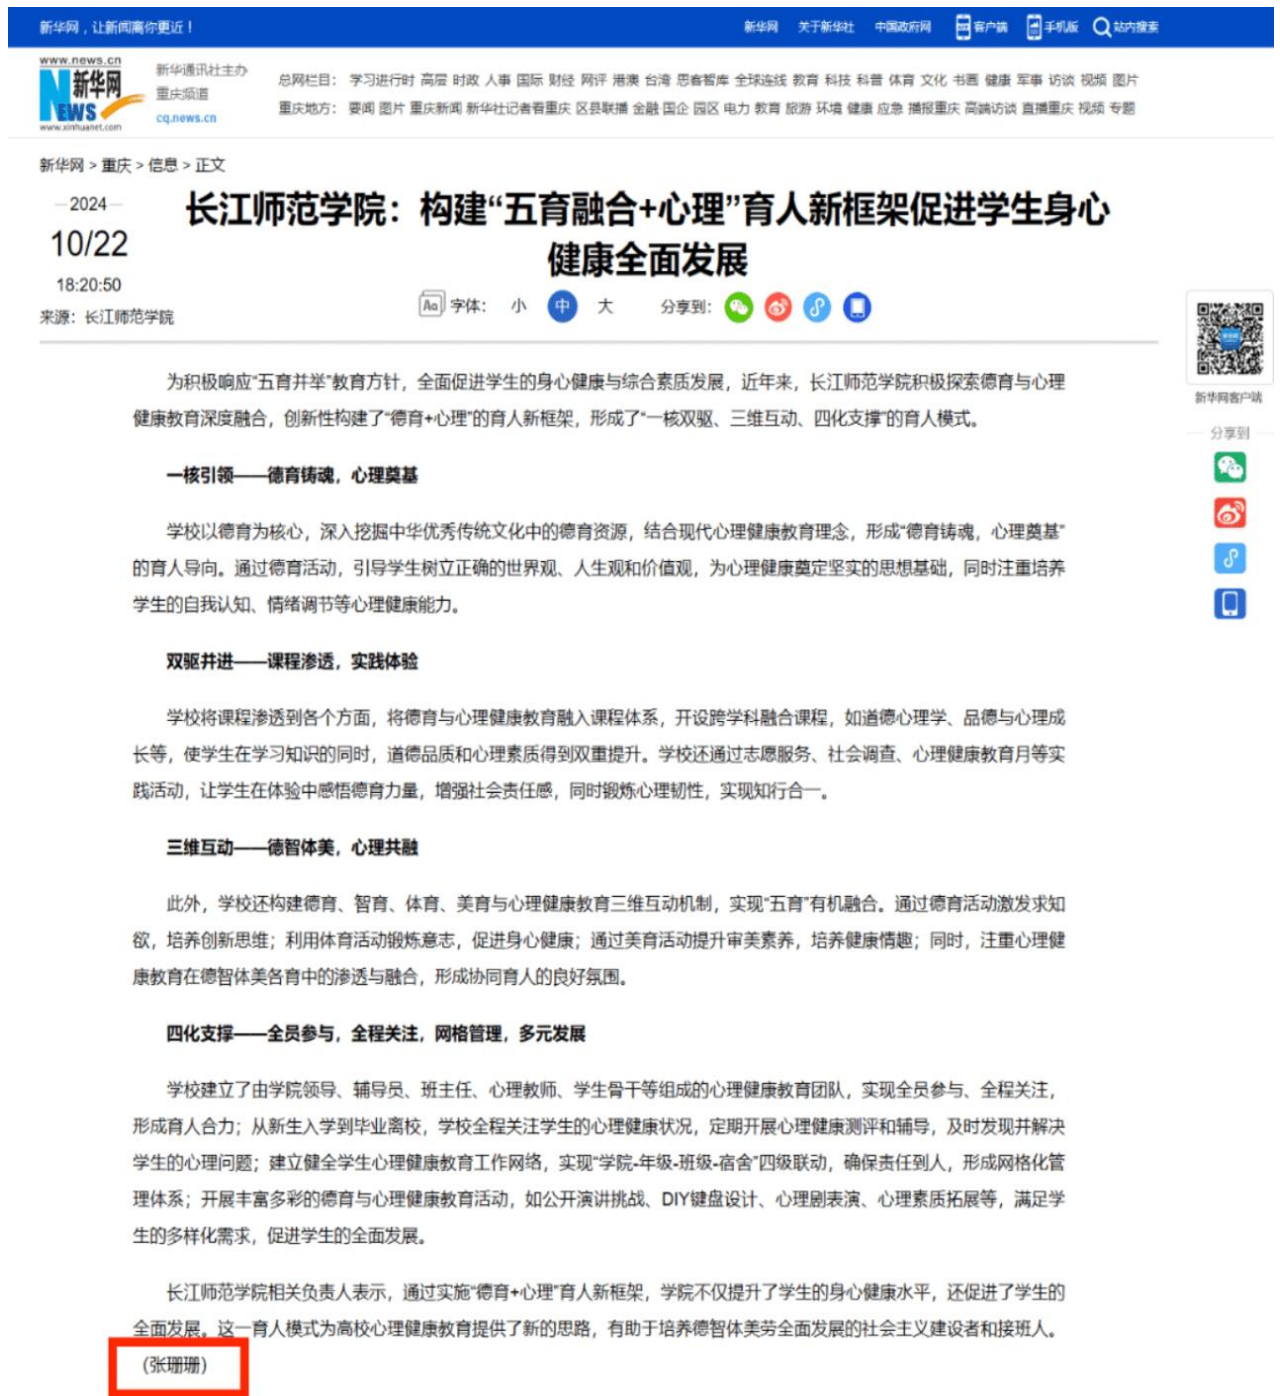 新华网，让新闻离你更近！ 新华网 关于新华社 中国政府网 客户端 手机版 站内搜索
www.news.cn
新华网
NEWS
www.xinhuanet.com
新华通讯社主办
重庆频道
cq.news.cn
总网栏目： 学习进行时 高层 时政 人事 国际 财经 网评 港澳 台湾 思客智库 全球连线 教育 科技 科普 体育 文化 书画 健康 军事 访谈 视频 图片
重庆地方： 要闻 图片 重庆新闻 新华社记者看重庆 区县联播 金融 国企 园区 电力 教育 旅游 环境 健康 应急 播报重庆 高端访谈 直播重庆 视频 专题
新华网 > 重庆 > 信息 > 正文
2024
10/22
18:20:50
来源：长江师范学院
长江师范学院：构建“五育融合+心理”育人新框架促进学生身心
健康全面发展
Aa 字体： 小 中 大 分享到：
新华网客户端
分享到
为积极响应“五育并举”教育方针，全面促进学生的身心健康与综合素质发展，近年来，长江师范学院积极探索德育与心理
健康教育深度融合，创新性构建了“德育+心理”的育人新框架，形成了“一核双驱、三维互动、四化支撑”的育人模式。
一核引领——德育铸魂，心理奠基
学校以德育为核心，深入挖掘中华优秀传统文化中的德育资源，结合现代心理健康教育理念，形成“德育铸魂，心理奠基”
的育人导向。通过德育活动，引导学生树立正确的世界观、人生观和价值观，为心理健康奠定坚实的思想基础，同时注重培养
学生的自我认知、情绪调节等心理健康能力。
双驱并进——课程渗透，实践体验
学校将课程渗透到各个方面，将德育与心理健康教育融入课程体系，开设跨学科融合课程，如道德心理学、品德与心理成
长等，使学生在学习知识的同时，道德品质和心理素质得到双重提升。学校还通过志愿服务、社会调查、心理健康教育月等实
践活动，让学生在体验中感悟德育力量，增强社会责任感，同时锻炼心理韧性，实现知行合一。
三维互动——德智体美，心理共融
此外，学校还构建德育、智育、体育、美育与心理健康教育三维互动机制，实现“五育”有机融合。通过德育活动激发求知
欲，培养创新思维；利用体育活动锻炼意志，促进身心健康；通过美育活动提升审美素养，培养健康情趣；同时，注重心理健
康教育在德智体美各育中的渗透与融合，形成协同育人的良好氛围。
四化支撑——全员参与，全程关注，网格管理，多元发展
学校建立了由学院领导、辅导员、班主任、心理教师、学生骨干等组成的心理健康教育团队，实现全员参与、全程关注，
形成育人合力；从新生入学到毕业离校，学校全程关注学生的心理健康状况，定期开展心理健康测评和辅导，及时发现并解决
学生的心理问题；建立健全学生心理健康教育工作网络，实现“学院-年级-班级-宿舍”四级联动，确保责任到人，形成网格化管
理体系；开展丰富多彩的德育与心理健康教育活动，如公开演讲挑战、DIY键盘设计、心理剧表演、心理素质拓展等，满足学
生的多样化需求，促进学生的全面发展。
长江师范学院相关负责人表示，通过实施“德育+心理”育人新框架，学院不仅提升了学生的身心健康水平，还促进了学生的
全面发展。这一育人模式为高校心理健康教育提供了新的思路，有助于培养德智体美劳全面发展的社会主义建设者和接班人。
（张珊珊）